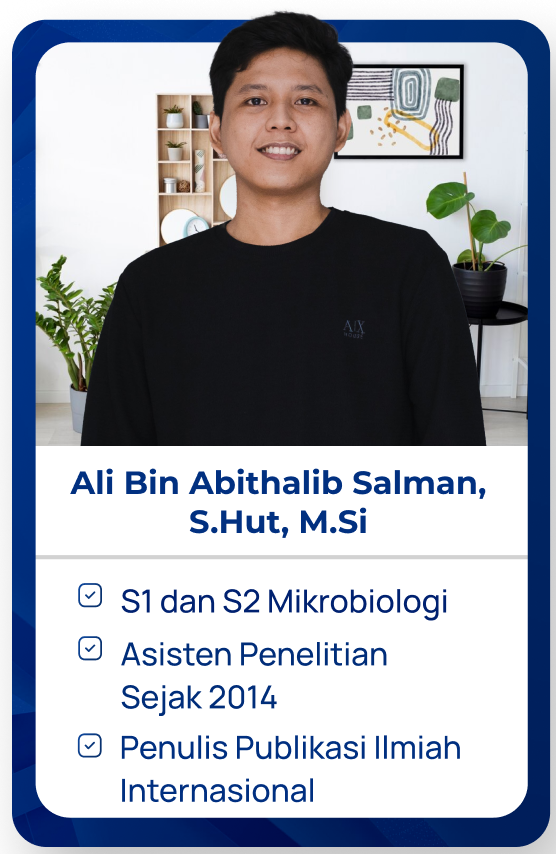 A|X
Ali Bin Abithalib Salman,
S.Hut, M.Si
S1 dan S2 Mikrobiologi
Asisten Penelitian
Sejak 2014
Penulis Publikasi Ilmiah
Internasional